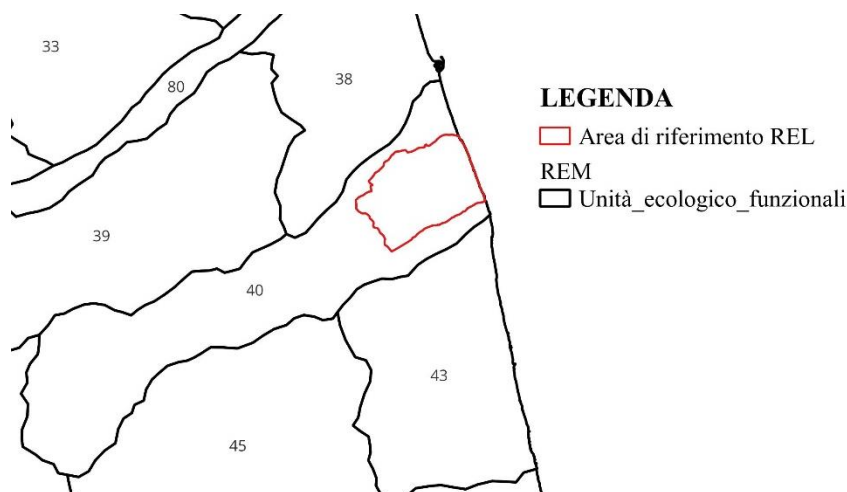 33
80
38
39
40
43
45
LEGENDA
Area di riferimento REL
REM
Unità_ecologico_funzionali